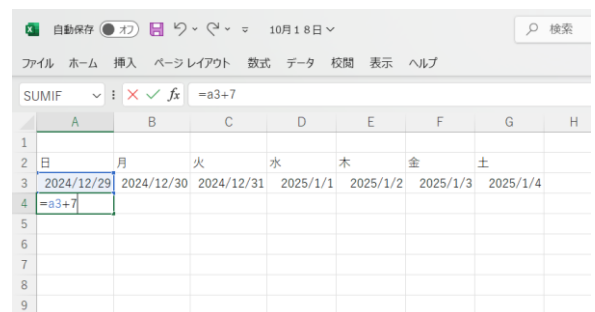 自動保存 オフ 10月18日 検索
ファイル ホーム 挿入 ページ レイアウト 数式 データ 校閲 表示 ヘルプ
SUMIF fx =a3+7
A B C D E F G H
1
2 日 月 火 水 木 金 土
3 2024/12/29 2024/12/30 2024/12/31 2025/1/1 2025/1/2 2025/1/3 2025/1/4
4 =a3+7
5
6
7
8
9